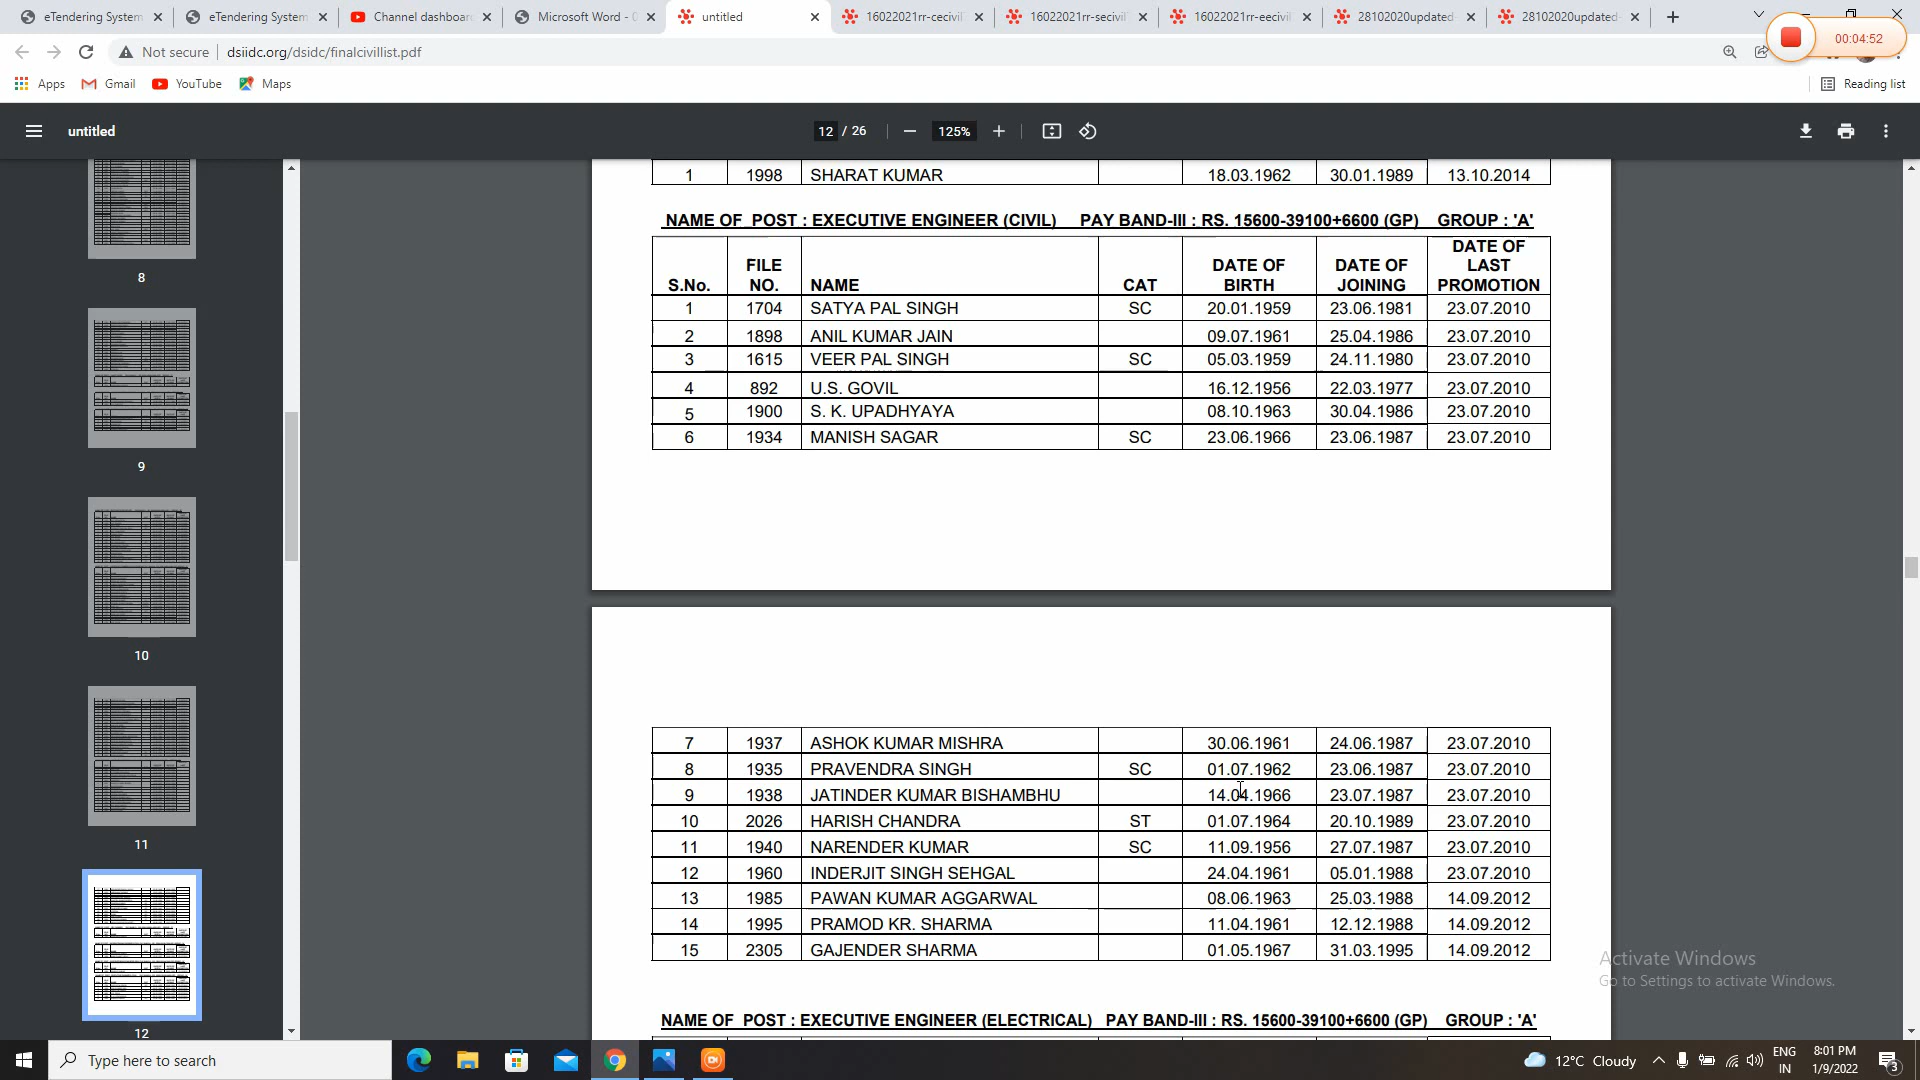 eTendering System
eTendering System
Channel dashboard
Microsoft Word - 0
untitled
16022021rr-cecivil
16022021rr-secivil
16022021rr-eecivil
28102020updated
28102020updated
00:04:52
Not secure
dsiidc.org/dsidc/finalcivillist.pdf
Apps
Gmail
YouTube
Maps
Reading list
untitled
12 / 26
125%
8
9
10
11
12
1 1998 SHARAT KUMAR 18.03.1962 30.01.1989 13.10.2014
NAME OF POST : EXECUTIVE ENGINEER (CIVIL) PAY BAND-III : RS. 15600-39100+6600 (GP) GROUP : 'A'
S.No. FILE NO. NAME CAT DATE OF BIRTH DATE OF JOINING DATE OF LAST PROMOTION
1 1704 SATYA PAL SINGH SC 20.01.1959 23.06.1981 23.07.2010
2 1898 ANIL KUMAR JAIN 09.07.1961 25.04.1986 23.07.2010
3 1615 VEER PAL SINGH SC 05.03.1959 24.11.1980 23.07.2010
4 892 U.S. GOVIL 16.12.1956 22.03.1977 23.07.2010
5 1900 S. K. UPADHYAYA 08.10.1963 30.04.1986 23.07.2010
6 1934 MANISH SAGAR SC 23.06.1966 23.06.1987 23.07.2010
7 1937 ASHOK KUMAR MISHRA 30.06.1961 24.06.1987 23.07.2010
8 1935 PRAVENDRA SINGH SC 01.07.1962 23.06.1987 23.07.2010
9 1938 JATINDER KUMAR BISHAMBHU 14.04.1966 23.07.1987 23.07.2010
10 2026 HARISH CHANDRA ST 01.07.1964 20.10.1989 23.07.2010
11 1940 NARENDER KUMAR SC 11.09.1956 27.07.1987 23.07.2010
12 1960 INDERJIT SINGH SEHGAL 24.04.1961 05.01.1988 23.07.2010
13 1985 PAWAN KUMAR AGGARWAL 08.06.1963 25.03.1988 14.09.2012
14 1995 PRAMOD KR. SHARMA 11.04.1961 12.12.1988 14.09.2012
15 2305 GAJENDER SHARMA 01.05.1967 31.03.1995 14.09.2012
NAME OF POST : EXECUTIVE ENGINEER (ELECTRICAL) PAY BAND-III : RS. 15600-39100+6600 (GP) GROUP : 'A'
Activate Windows
Go to Settings to activate Windows.
Type here to search
12°C Cloudy
ENG
IN
8:01 PM
1/9/2022
3